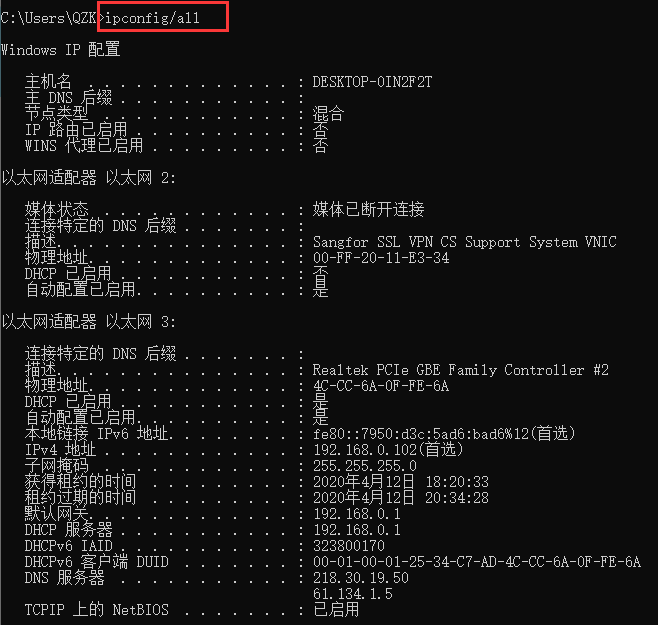 C:\Users\QZK>ipconfig/all
Windows IP 配置
主机名 . . . . . . . . . . . . . : DESKTOP-0IN2F2T
主 DNS 后缀 . . . . . . . . . . . :
节点类型 . . . . . . . . . . . . : 混合
IP 路由已启用 . . . . . . . . . . : 否
WINS 代理已启用 . . . . . . . . . : 否
以太网适配器 以太网 2:
媒体状态 . . . . . . . . . . . . : 媒体已断开连接
连接特定的 DNS 后缀 . . . . . . . :
描述. . . . . . . . . . . . . . . : Sangfor SSL VPN CS Support System VNIC
物理地址. . . . . . . . . . . . . : 00-FF-20-11-E3-34
DHCP 已启用 . . . . . . . . . . . : 否
自动配置已启用. . . . . . . . . . : 是
以太网适配器 以太网 3:
连接特定的 DNS 后缀 . . . . . . . :
描述. . . . . . . . . . . . . . . : Realtek PCIe GBE Family Controller #2
物理地址. . . . . . . . . . . . . : 4C-CC-6A-0F-FE-6A
DHCP 已启用 . . . . . . . . . . . : 是
自动配置已启用. . . . . . . . . . : 是
本地链接 IPv6 地址. . . . . . . . : fe80::7950:d3c:5ad6:bad6%12(首选)
IPv4 地址 . . . . . . . . . . . . : 192.168.0.102(首选)
子网掩码 . . . . . . . . . . . . : 255.255.255.0
获得租约的时间 . . . . . . . . . : 2020年4月12日 18:20:33
租约过期的时间 . . . . . . . . . : 2020年4月12日 20:34:28
默认网关. . . . . . . . . . . . . : 192.168.0.1
DHCP 服务器 . . . . . . . . . . . : 192.168.0.1
DHCPv6 IAID . . . . . . . . . . . : 323800170
DHCPv6 客户端 DUID . . . . . . . : 00-01-00-01-25-34-C7-AD-4C-CC-6A-0F-FE-6A
DNS 服务器 . . . . . . . . . . . : 218.30.19.50
61.134.1.5
TCPIP 上的 NetBIOS . . . . . . . : 已启用